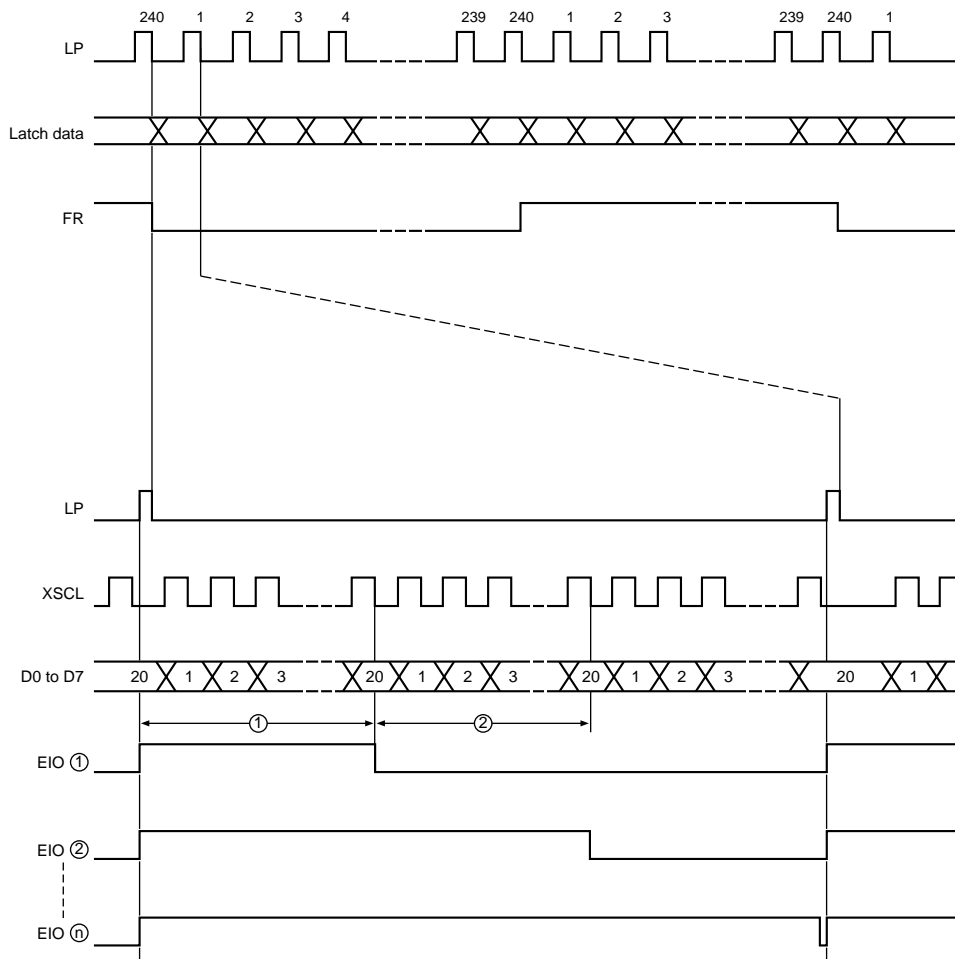 240 1 2 3 4 239 240 1 2 3 239 240 1
LP
Latch data
FR
LP
XSCL
D0 to D7 20 1 2 3 20 1 2 3 20 1 2 3 20 1
① ②
EIO ①
EIO ②
EIO ⓝ